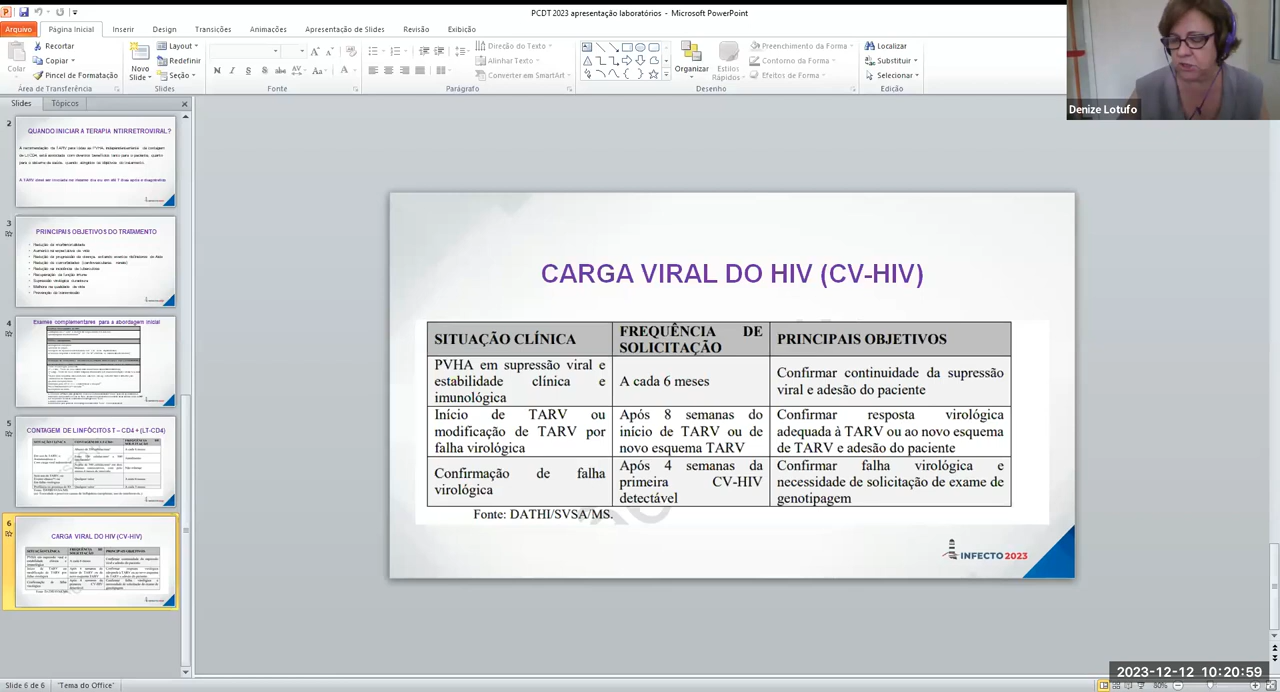 PCDT 2023 apresentação laboratórios - Microsoft PowerPoint
Arquivo Página Inicial Inserir Design Transições Animações Apresentação de Slides Revisão Exibição
Colar
Recortar
Copiar
Pincel de Formatação
Área de Transferência
Novo
Slide
Layout
Redefinir
Seção
Slides
Fonte
Direção do Texto
Alinhar Texto
Converter em SmartArt
Parágrafo
Organizar
Estilos
Rápidos
Preenchimento da Forma
Contorno da Forma
Efeitos de Forma
Desenho
Localizar
Substituir
Selecionar
Edição
Denize Lotufo
Slides Tópicos
2
QUANDO INICIAR A TERAPIA NTIRRETROVIRAL?
3
PRINCIPAIS OBJETIVOS DO TRATAMENTO
4
Exames complementares para a abordagem inicial
5
CONTAGEM DE LINFÓCITOS T – CD4 + (LT-CD4)
6
CARGA VIRAL DO HIV (CV-HIV)
CARGA VIRAL DO HIV (CV-HIV)
SITUAÇÃO CLÍNICA
FREQUÊNCIA DE
SOLICITAÇÃO
PRINCIPAIS OBJETIVOS
PVHA em supressão viral e
estabilidade clínica e
imunológica
A cada 6 meses
Confirmar continuidade da supressão
viral e adesão do paciente
Início de TARV ou
modificação de TARV por
falha virológica
Após 8 semanas do
início de TARV ou de
novo esquema TARV
Confirmar resposta virológica
adequada à TARV ou ao novo esquema
de TARV e adesão do paciente
Confirmação de falha
virológica
Após 4 semanas da
primeira CV-HIV
detectável
Confirmar falha virológica e
necessidade de solicitação de exame de
genotipagem
Fonte: DATHI/SVSA/MS.
INFECTO 2023
2023-12-12 10:20:59
Slide 6 de 6 "Tema do Office" 80%